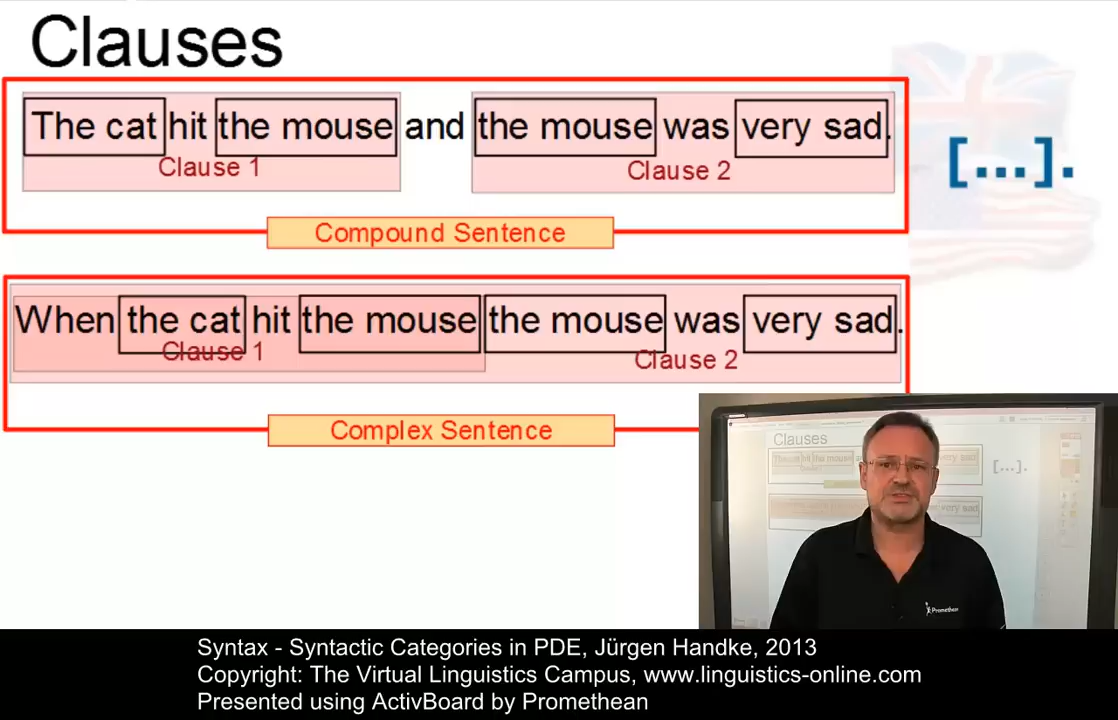 Clauses
The cat hit the mouse and the mouse was very sad.
Clause 1 Clause 2
[...].
Compound Sentence
When the cat hit the mouse the mouse was very sad.
Clause 1 Clause 2
Complex Sentence
Clauses
[...].
Promethean
Syntax - Syntactic Categories in PDE, Jürgen Handke, 2013
Copyright: The Virtual Linguistics Campus, www.linguistics-online.com
Presented using ActivBoard by Promethean